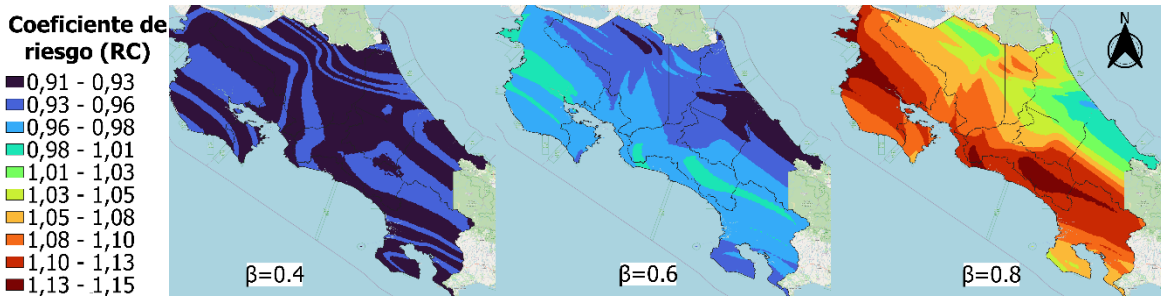 Coeficiente de
riesgo (RC)
0,91 - 0,93
0,93 - 0,96
0,96 - 0,98
0,98 - 1,01
1,01 - 1,03
1,03 - 1,05
1,05 - 1,08
1,08 - 1,10
1,10 - 1,13
1,13 - 1,15
β=0.4
β=0.6
β=0.8
N